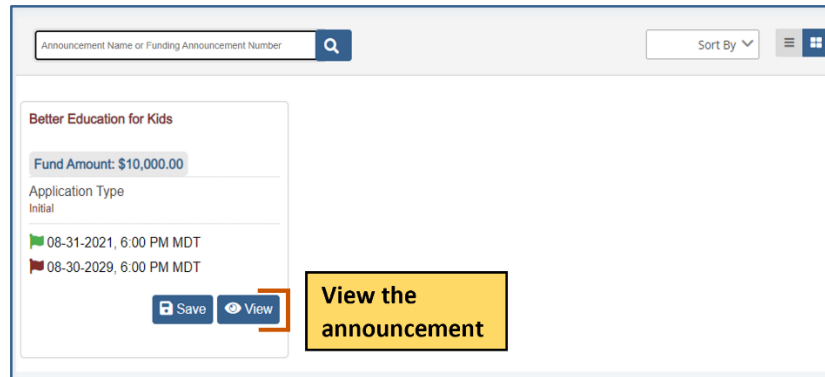 Announcement Name or Funding Announcement Number
Sort By
Better Education for Kids
Fund Amount: $10,000.00
Application Type
Initial
08-31-2021, 6:00 PM MDT
08-30-2029, 6:00 PM MDT
Save View
View the
announcement